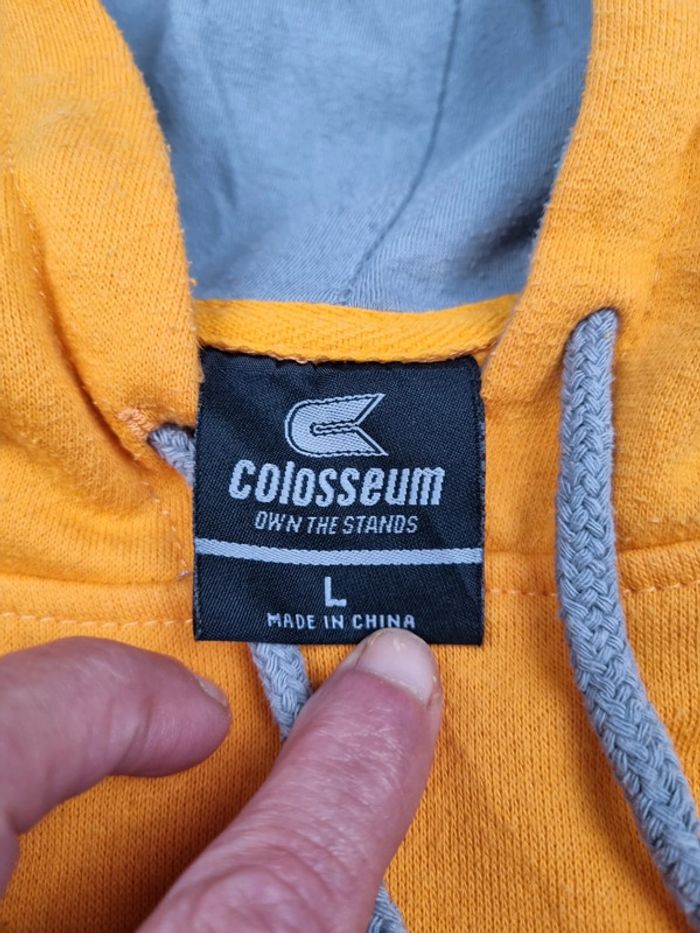 colosseum
OWN THE STANDS
L
MADE IN CHINA